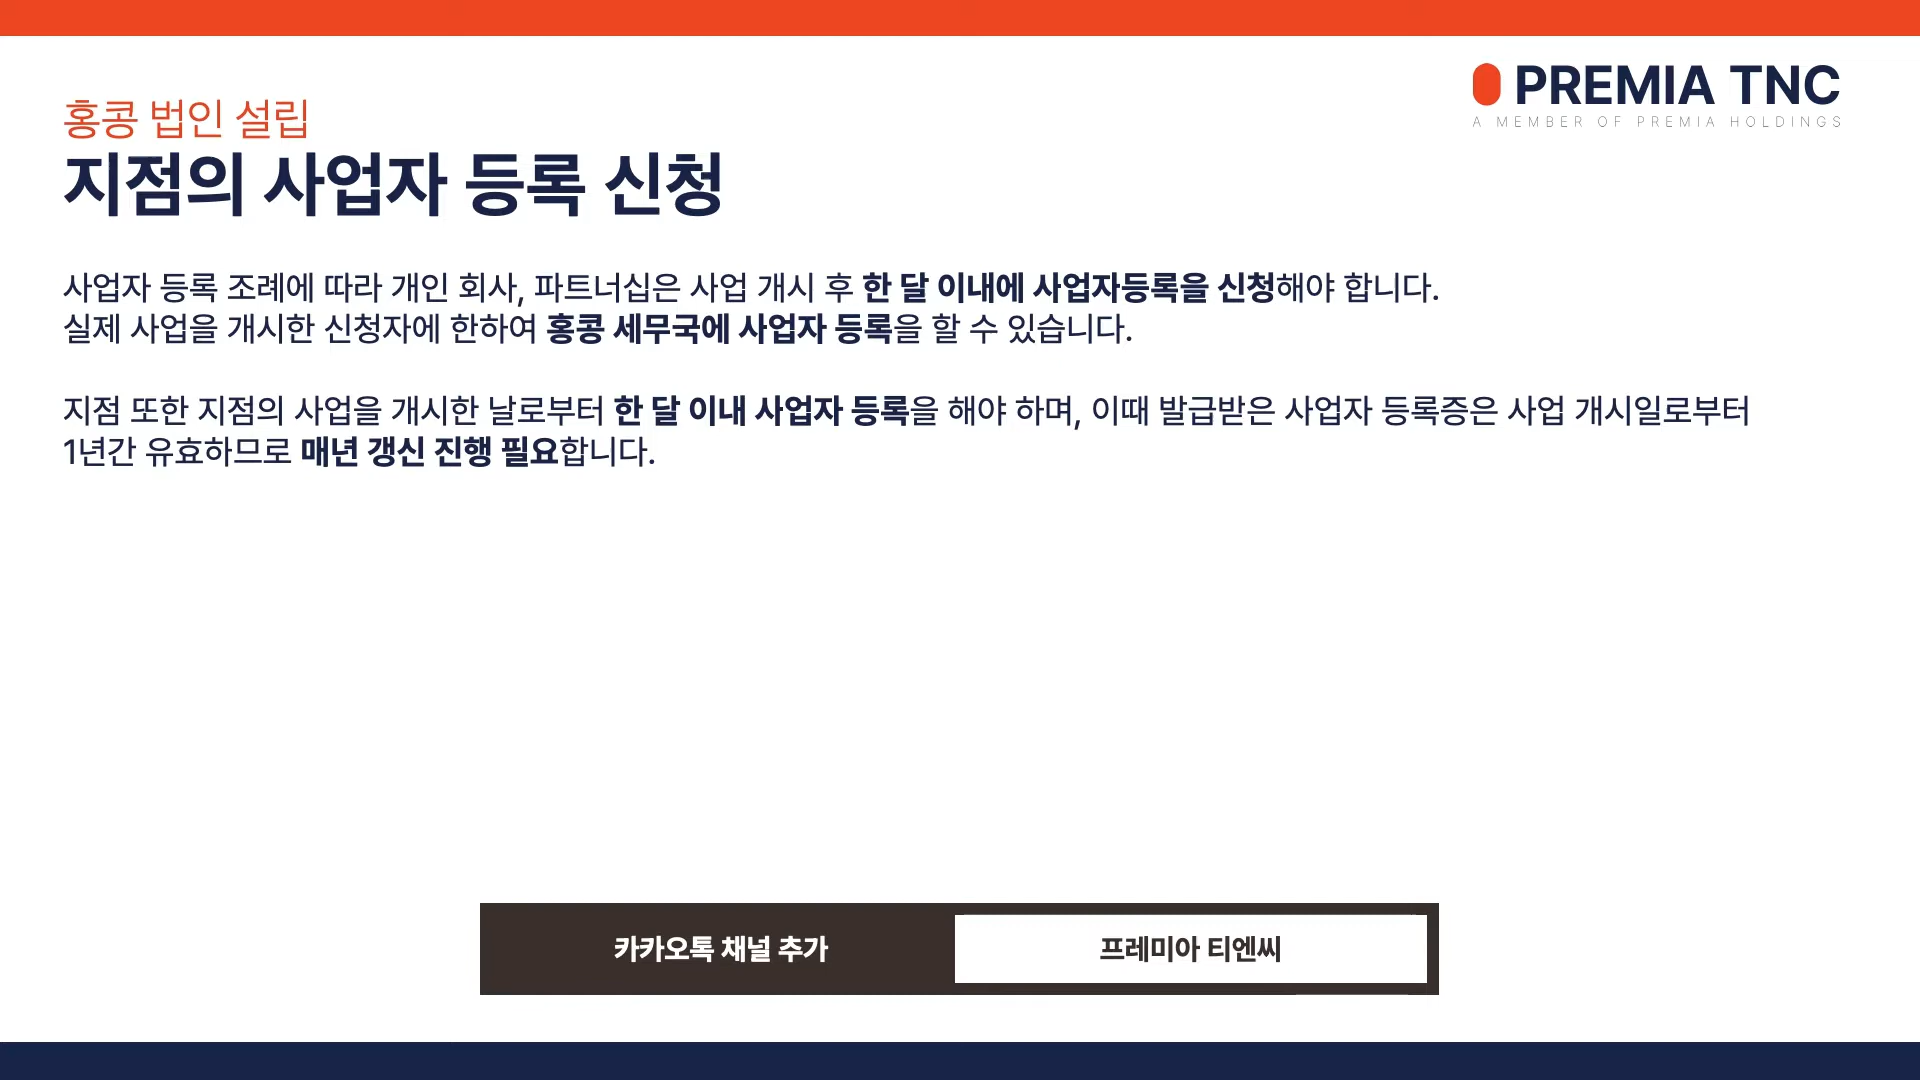 PREMIA TNC
A MEMBER OF PREMIA HOLDINGS
홍콩 법인 설립
지점의 사업자 등록 신청
사업자 등록 조례에 따라 개인 회사, 파트너십은 사업 개시 후 한 달 이내에 사업자등록을 신청해야 합니다.
실제 사업을 개시한 신청자에 한하여 홍콩 세무국에 사업자 등록을 할 수 있습니다.
지점 또한 지점의 사업을 개시한 날로부터 한 달 이내 사업자 등록을 해야 하며, 이때 발급받은 사업자 등록증은 사업 개시일로부터
1년간 유효하므로 매년 갱신 진행 필요합니다.
카카오톡 채널 추가
프레미아 티엔씨